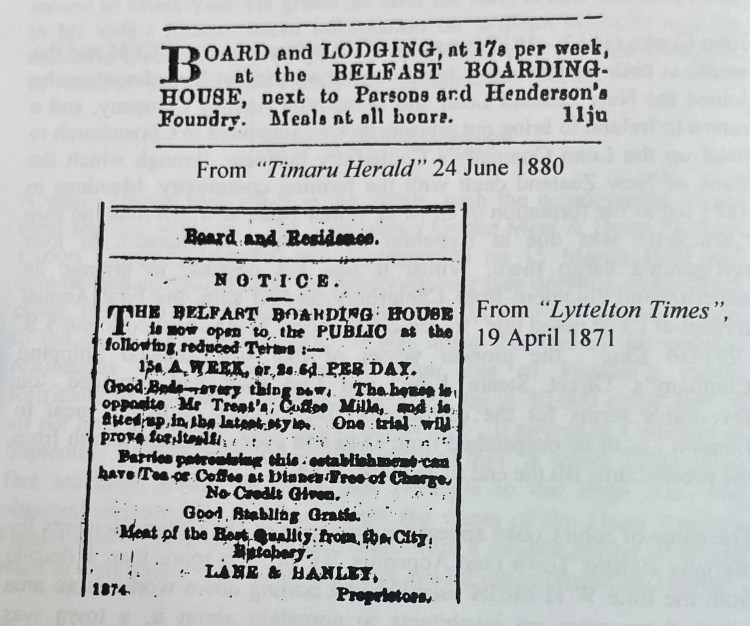 BOARD and LODGING, at 17s per week,
at the BELFAST BOARDING-
HOUSE, next to Parsons and Henderson's
Foundry. Meals at all hours. 11ju
From "Timaru Herald" 24 June 1880
Board and Residence.
NOTICE.
THE BELFAST BOARDING HOUSE
is now open to the PUBLIC at the
following reduced Terms :—
15s A WEEK, or 2s 6d PER DAY.
Good Beds—every thing new. The house is
opposite Mr Trent's Coffee Mills, and is
fitted up in the latest style. One trial will
prove for itself.
Parties patronising this establishment can
have Tea or Coffee at Dinner Free of Charge.
No Credit Given.
Good Stabling Gratis.
Meat of the Best Quality from the City
Butchery.
LANE & HANLEY,
1874 Proprietors.
From "Lyttelton Times",
19 April 1871